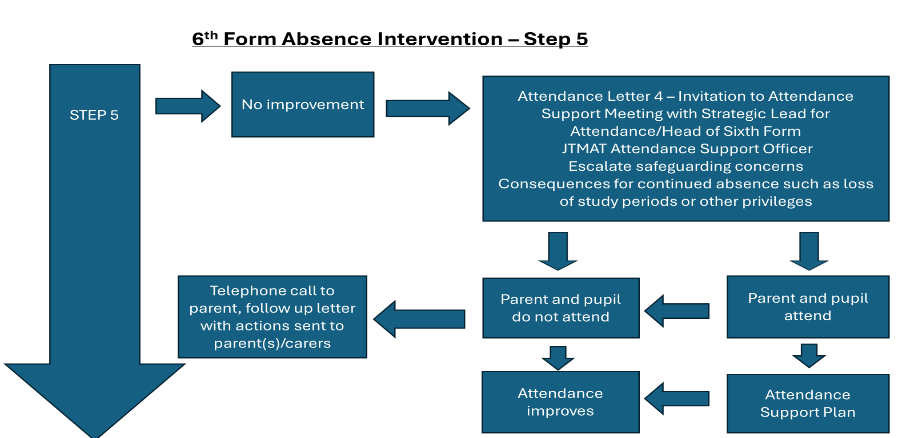 6th Form Absence Intervention – Step 5
STEP 5
No improvement
Attendance Letter 4 – Invitation to Attendance
Support Meeting with Strategic Lead for
Attendance/Head of Sixth Form
JTMAT Attendance Support Officer
Escalate safeguarding concerns
Consequences for continued absence such as loss
of study periods or other privileges
Telephone call to
parent, follow up letter
with actions sent to
parent(s)/carers
Parent and pupil
do not attend
Parent and pupil
attend
Attendance
improves
Attendance
Support Plan